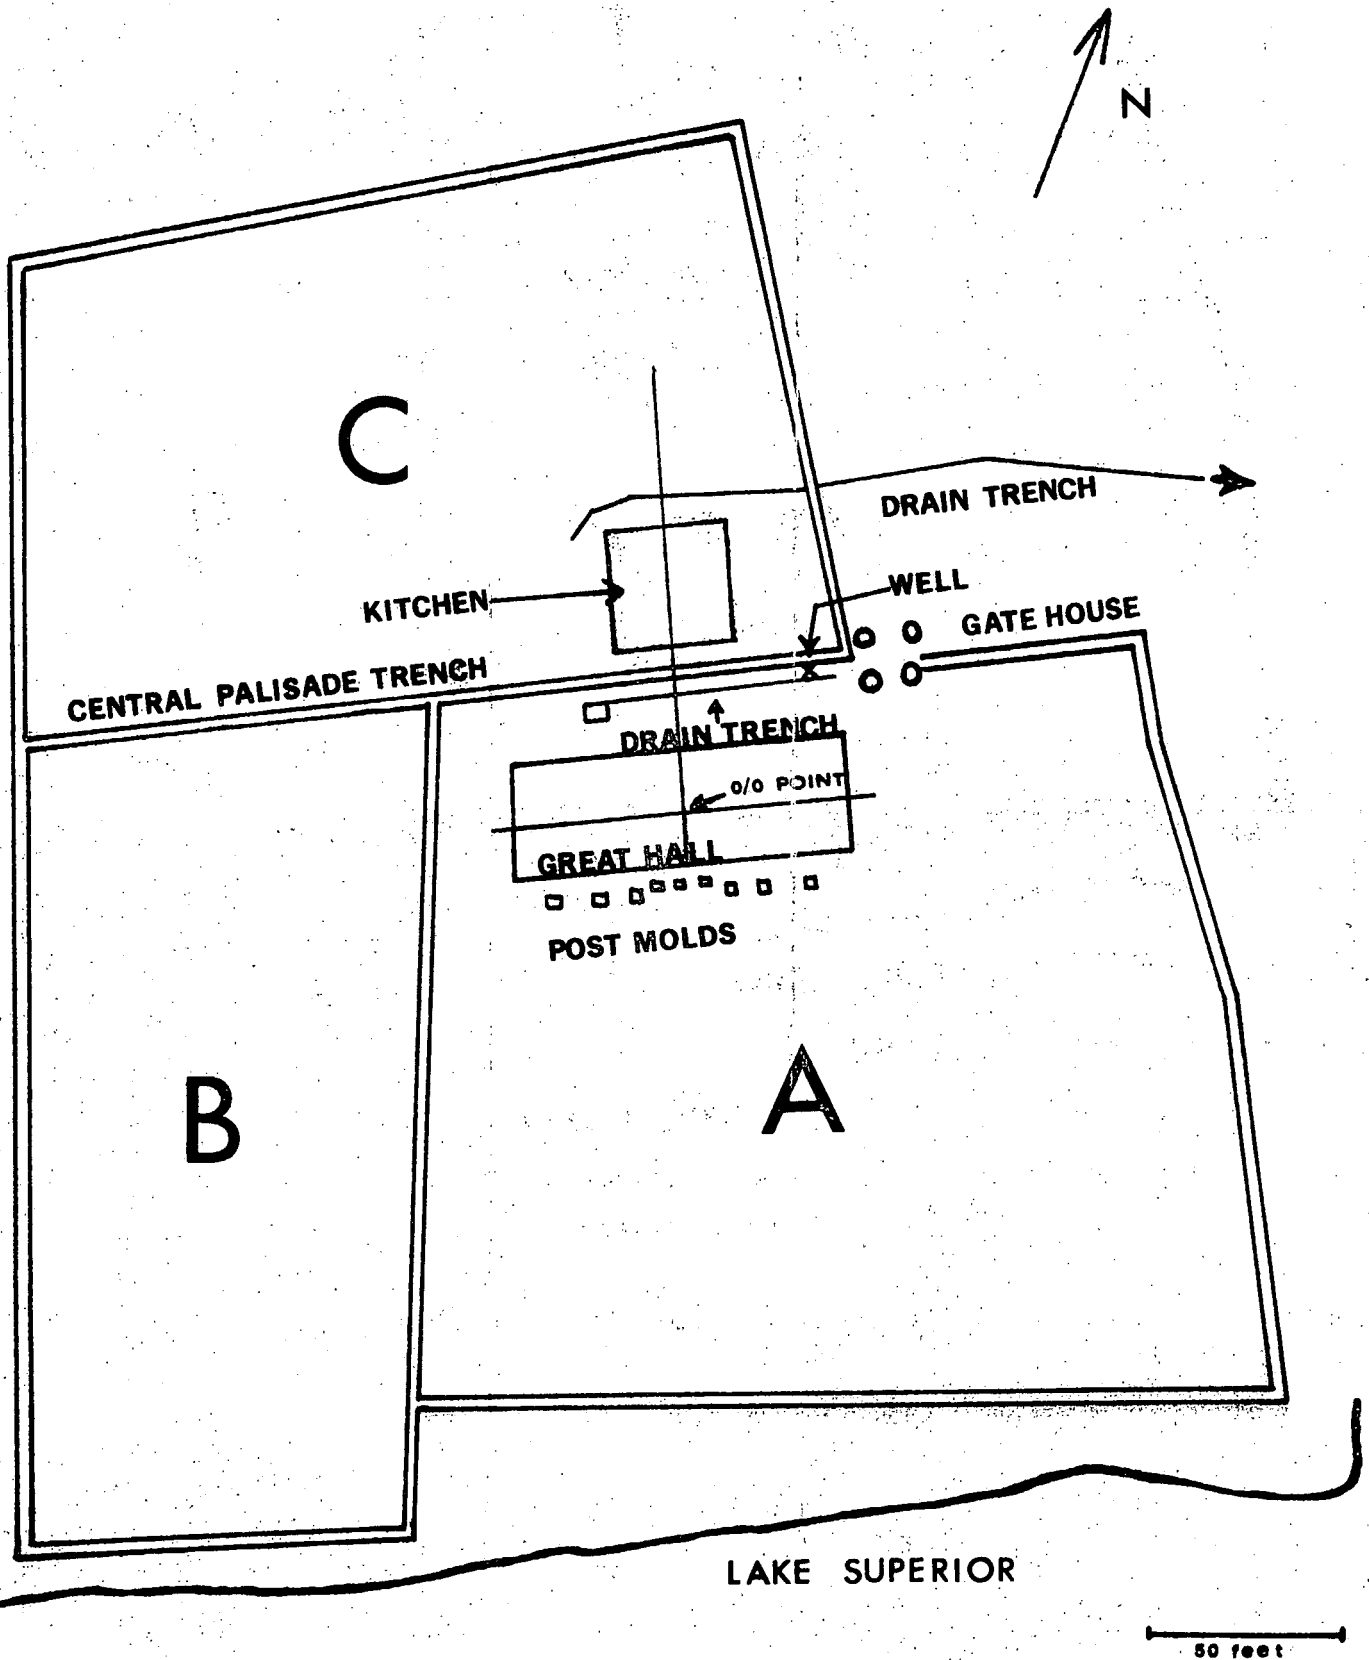 N
C
DRAIN TRENCH
WELL
KITCHEN
GATE HOUSE
CENTRAL PALISADE TRENCH
DRAIN TRENCH
0/0 POINT
GREAT HALL
POST MOLDS
B
A
LAKE SUPERIOR
50 feet